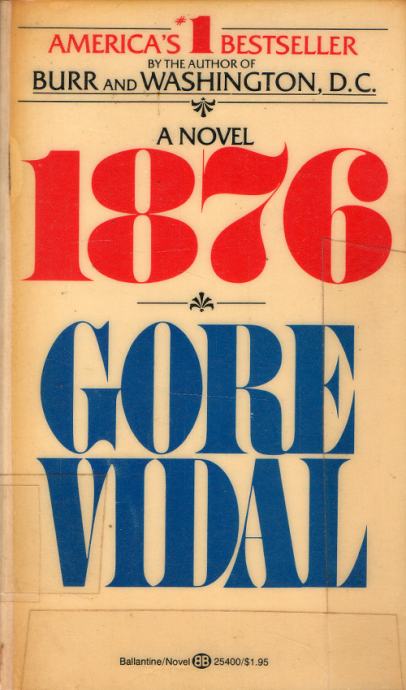 AMERICA'S #1 BESTSELLER
BY THE AUTHOR OF
BURR AND WASHINGTON, D.C.
A NOVEL
1876
GORE
VIDAL
Ballantine/Novel BB 25400/$1.95